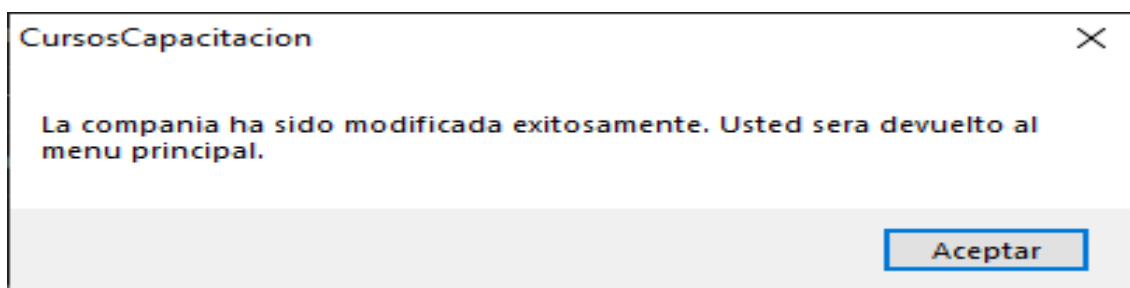 CursosCapacitacion
La compania ha sido modificada exitosamente. Usted sera devuelto al
menu principal.
Aceptar